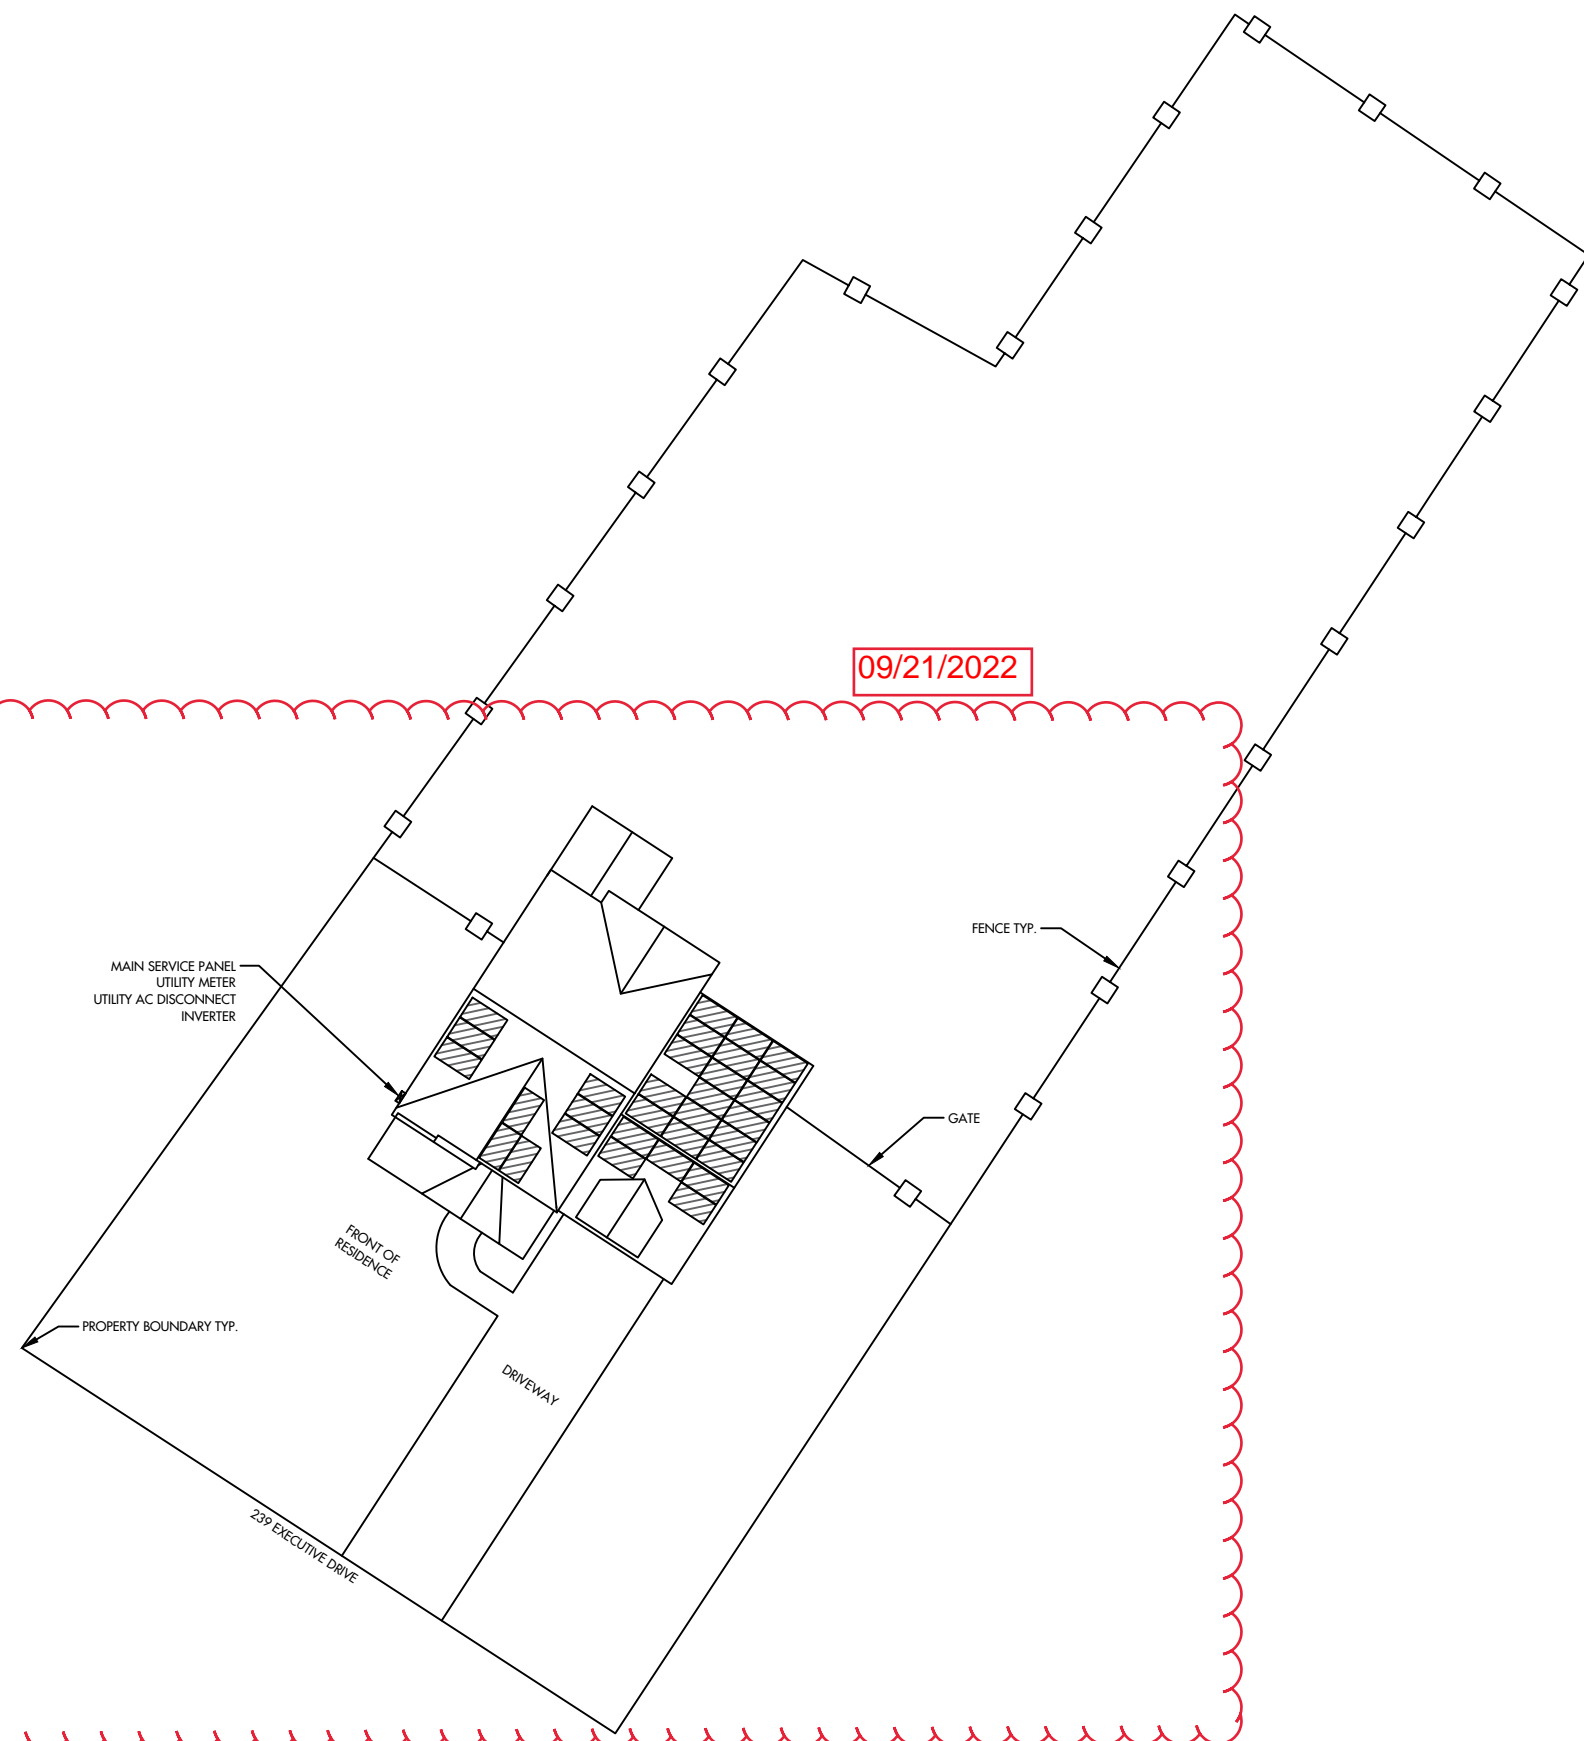 09/21/2022
FENCE TYP.
MAIN SERVICE PANEL
UTILITY METER
UTILITY AC DISCONNECT
INVERTER
GATE
FRONT OF
RESIDENCE
PROPERTY BOUNDARY TYP.
DRIVEWAY
239 EXECUTIVE DRIVE